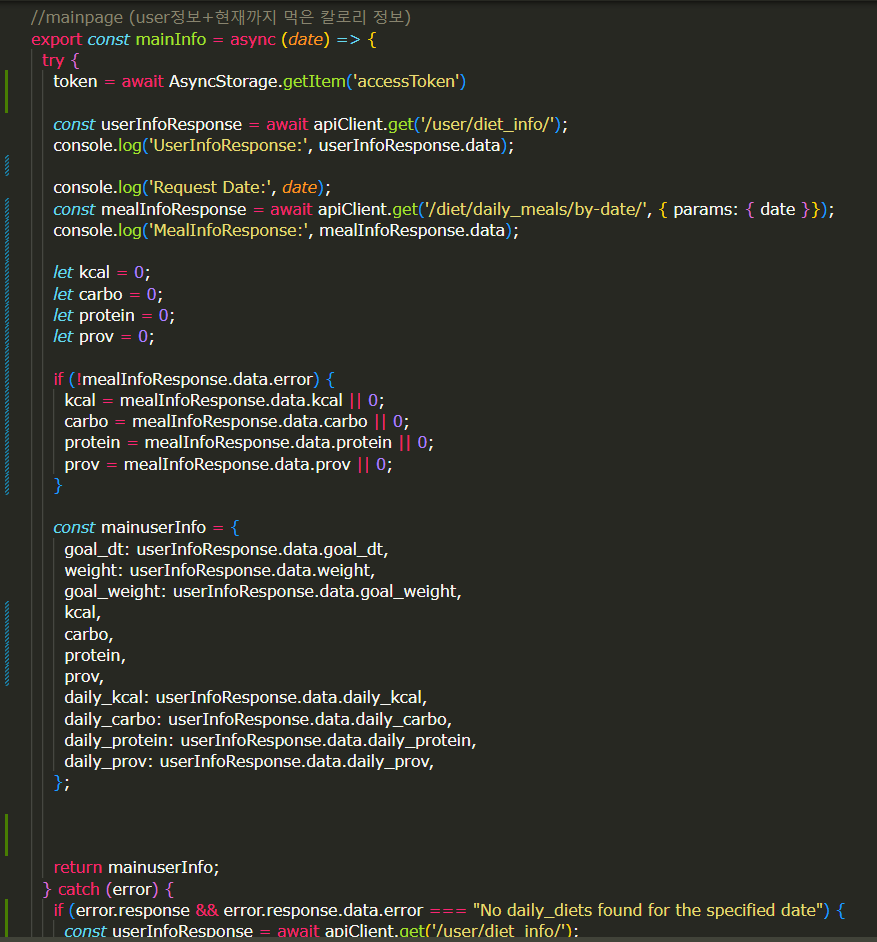 //mainpage (user정보+현재까지 먹은 칼로리 정보)
export const mainInfo = async (date) => {
try {
token = await AsyncStorage.getItem('accessToken')
const userInfoResponse = await apiClient.get('/user/diet_info/');
console.log('UserInfoResponse:', userInfoResponse.data);
console.log('Request Date:', date);
const mealInfoResponse = await apiClient.get('/diet/daily_meals/by-date/', { params: { date }});
console.log('MealInfoResponse:', mealInfoResponse.data);
let kcal = 0;
let carbo = 0;
let protein = 0;
let prov = 0;
if (!mealInfoResponse.data.error) {
kcal = mealInfoResponse.data.kcal || 0;
carbo = mealInfoResponse.data.carbo || 0;
protein = mealInfoResponse.data.protein || 0;
prov = mealInfoResponse.data.prov || 0;
}
const mainuserInfo = {
goal_dt: userInfoResponse.data.goal_dt,
weight: userInfoResponse.data.weight,
goal_weight: userInfoResponse.data.goal_weight,
kcal,
carbo,
protein,
prov,
daily_kcal: userInfoResponse.data.daily_kcal,
daily_carbo: userInfoResponse.data.daily_carbo,
daily_protein: userInfoResponse.data.daily_protein,
daily_prov: userInfoResponse.data.daily_prov,
};
return mainuserInfo;
} catch (error) {
if (error.response && error.response.data.error === "No daily_diets found for the specified date") {
const userInfoResponse = await apiClient.get('/user/diet_info/');